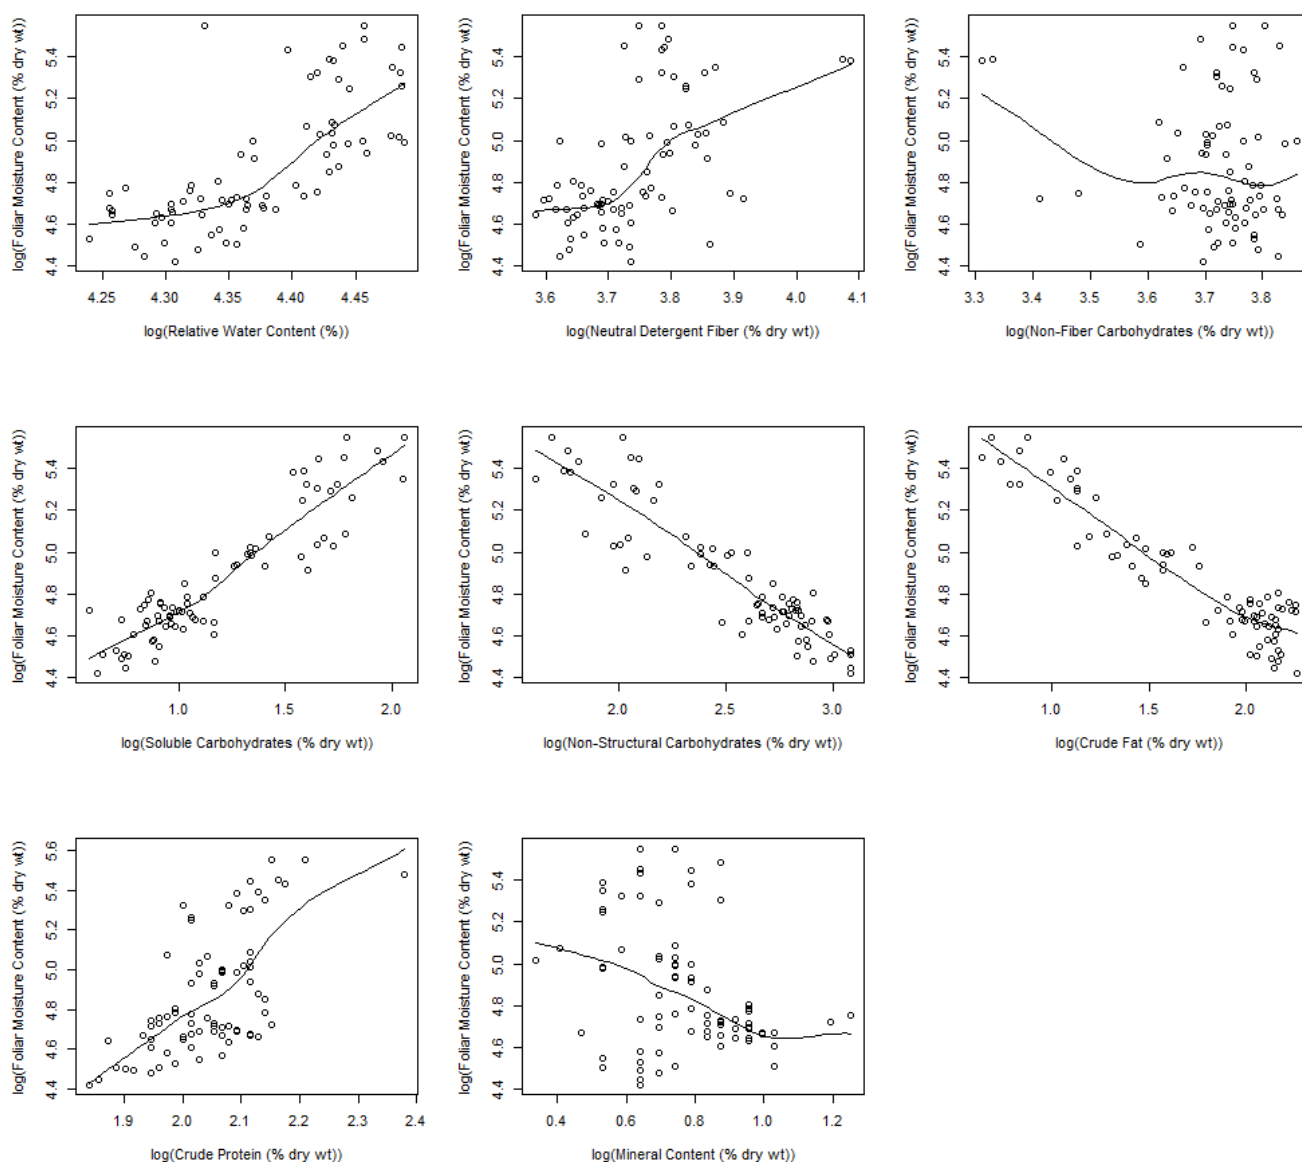 log(Foliar Moisture Content (% dry wt))
4.4 4.6 4.8 5.0 5.2 5.4
4.25 4.30 4.35 4.40 4.45
log(Relative Water Content (%))
log(Foliar Moisture Content (% dry wt))
4.4 4.6 4.8 5.0 5.2 5.4
3.6 3.7 3.8 3.9 4.0 4.1
log(Neutral Detergent Fiber (% dry wt))
log(Foliar Moisture Content (% dry wt))
4.4 4.6 4.8 5.0 5.2 5.4
3.3 3.4 3.5 3.6 3.7 3.8
log(Non-Fiber Carbohydrates (% dry wt))
log(Foliar Moisture Content (% dry wt))
4.4 4.6 4.8 5.0 5.2 5.4
1.0 1.5 2.0
log(Soluble Carbohydrates (% dry wt))
log(Foliar Moisture Content (% dry wt))
4.4 4.6 4.8 5.0 5.2 5.4
2.0 2.5 3.0
log(Non-Structural Carbohydrates (% dry wt))
log(Foliar Moisture Content (% dry wt))
4.4 4.6 4.8 5.0 5.2 5.4
1.0 1.5 2.0
log(Crude Fat (% dry wt))
log(Foliar Moisture Content (% dry wt))
4.4 4.6 4.8 5.0 5.2 5.4 5.6
1.9 2.0 2.1 2.2 2.3 2.4
log(Crude Protein (% dry wt))
log(Foliar Moisture Content (% dry wt))
4.4 4.6 4.8 5.0 5.2 5.4
0.4 0.6 0.8 1.0 1.2
log(Mineral Content (% dry wt))